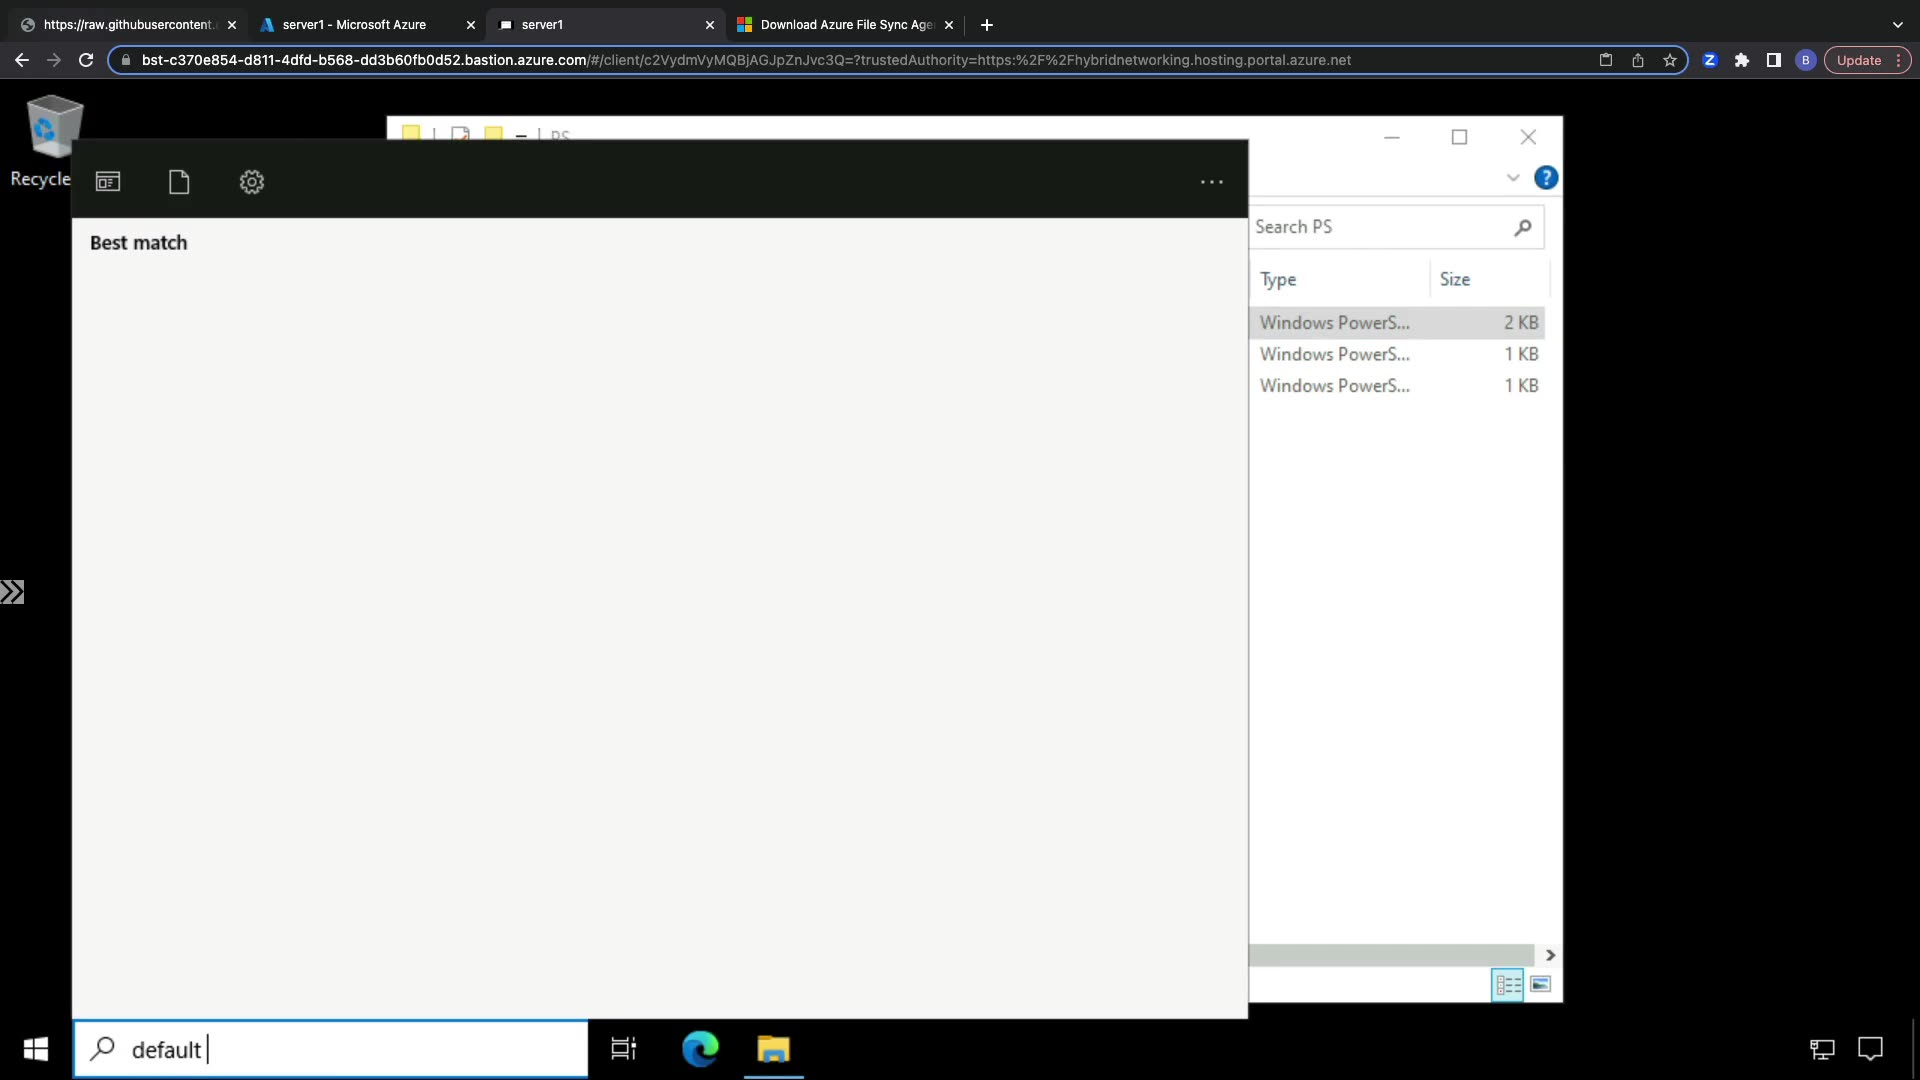 https://raw.githubusercontent.
server1 - Microsoft Azure
server1
Download Azure File Sync Age
bst-c370e854-d811-4dfd-b568-dd3b60fb0d52.bastion.azure.com/#/client/c2VydmVyMQBjAGJpZnJvc3Q=?trustedAuthority=https:%2F%2Fhybridnetworking.hosting.portal.azure.net
Z
B
Update
PS
Recycle
?
Best match
Search PS
Type Size
Windows PowerS... 2 KB
Windows PowerS... 1 KB
Windows PowerS... 1 KB
default